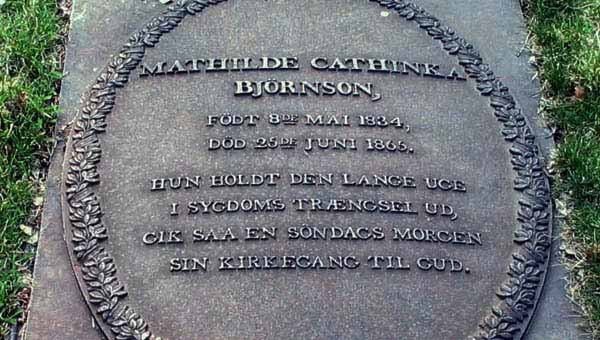 MATHILDE CATHINKA
BJÖRNSON,
FÖDT 8DE MAI 1834,
DÖD 25DE JUNI 1865.
HUN HOLDT DEN LANGE UGE
I SYGDOMS TRÆNGSEL UD,
GIK SAA EN SÖNDAGS MORGEN
SIN KIRKEGANG TIL GUD.